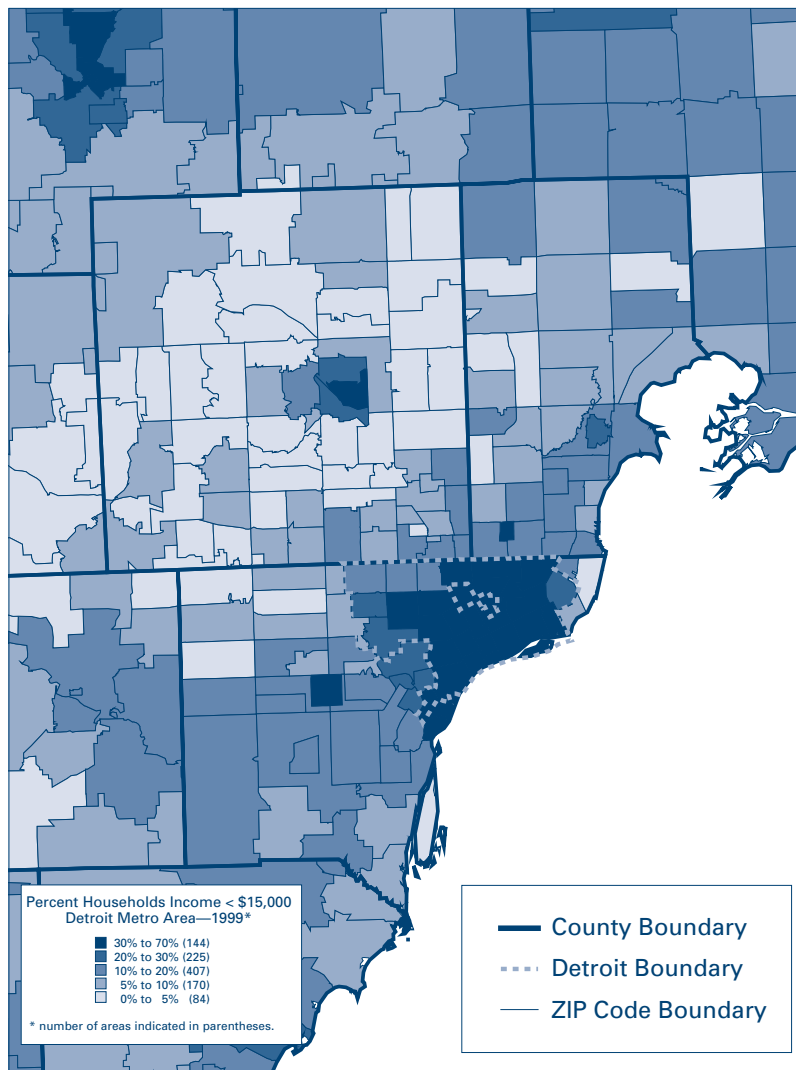 Percent Households Income < $15,000
Detroit Metro Area—1999*
30% to 70% (144)
20% to 30% (225)
10% to 20% (407)
5% to 10% (170)
0% to 5% (84)
* number of areas indicated in parentheses.
County Boundary
Detroit Boundary
ZIP Code Boundary